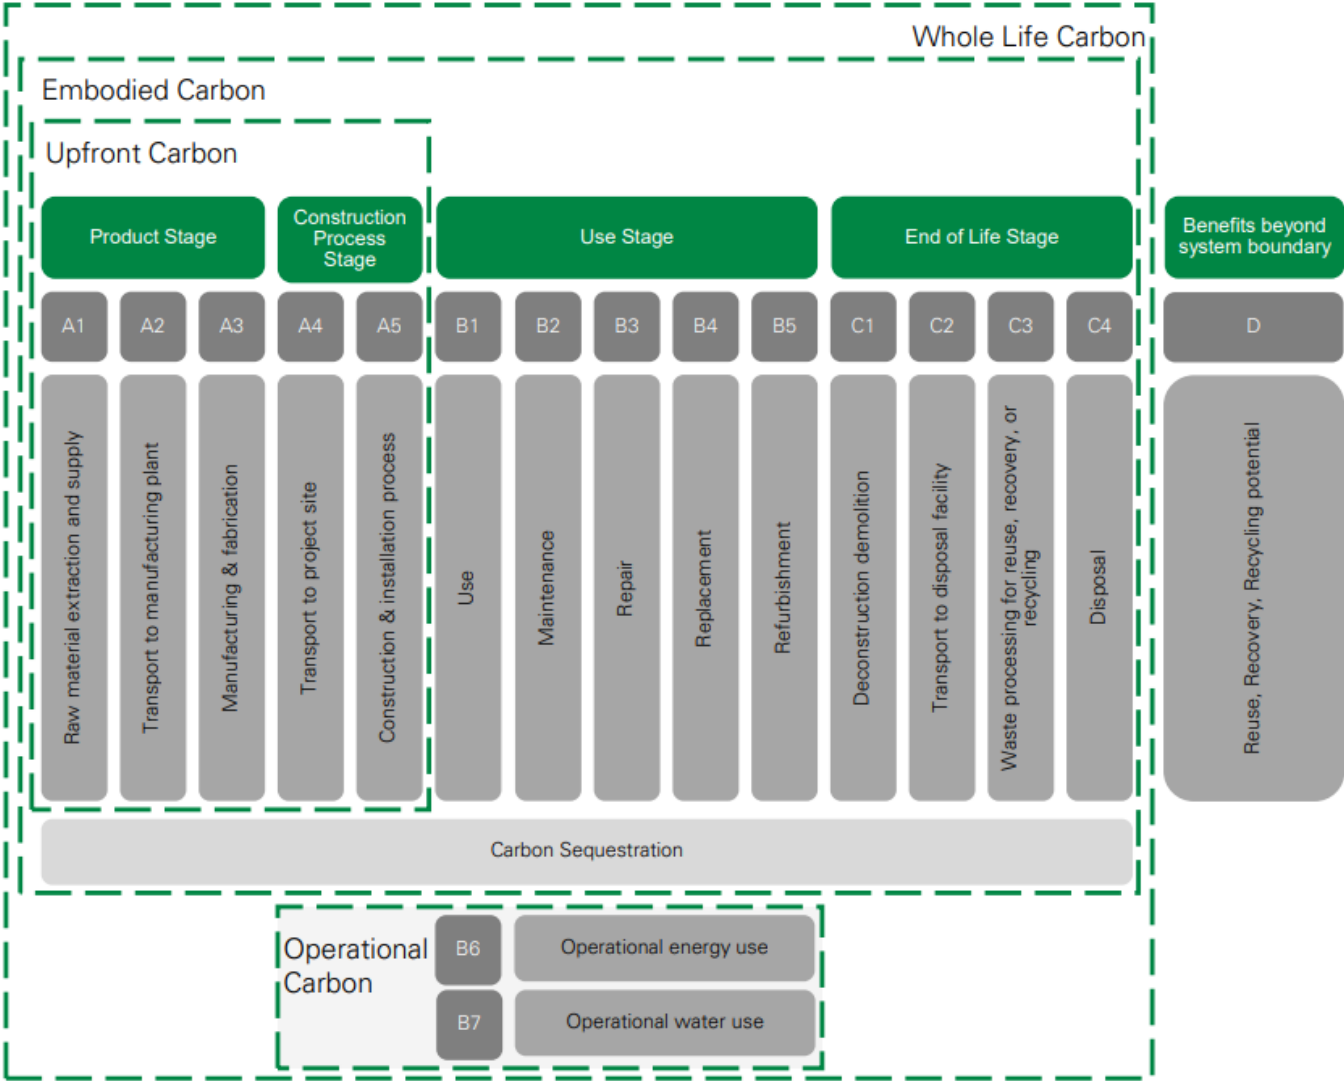 Whole Life Carbon
Embodied Carbon
Upfront Carbon
Product Stage
Construction
Process
Stage
Use Stage
End of Life Stage
Benefits beyond
system boundary
A1
A2
A3
A4
A5
B1
B2
B3
B4
B5
C1
C2
C3
C4
D
Raw material extraction and supply
Transport to manufacturing plant
Manufacturing & fabrication
Transport to project site
Construction & installation process
Use
Maintenance
Repair
Replacement
Refurbishment
Deconstruction demolition
Transport to disposal facility
Waste processing for reuse, recovery, or
recycling
Disposal
Reuse, Recovery, Recycling potential
Carbon Sequestration
Operational
Carbon
B6
Operational energy use
B7
Operational water use